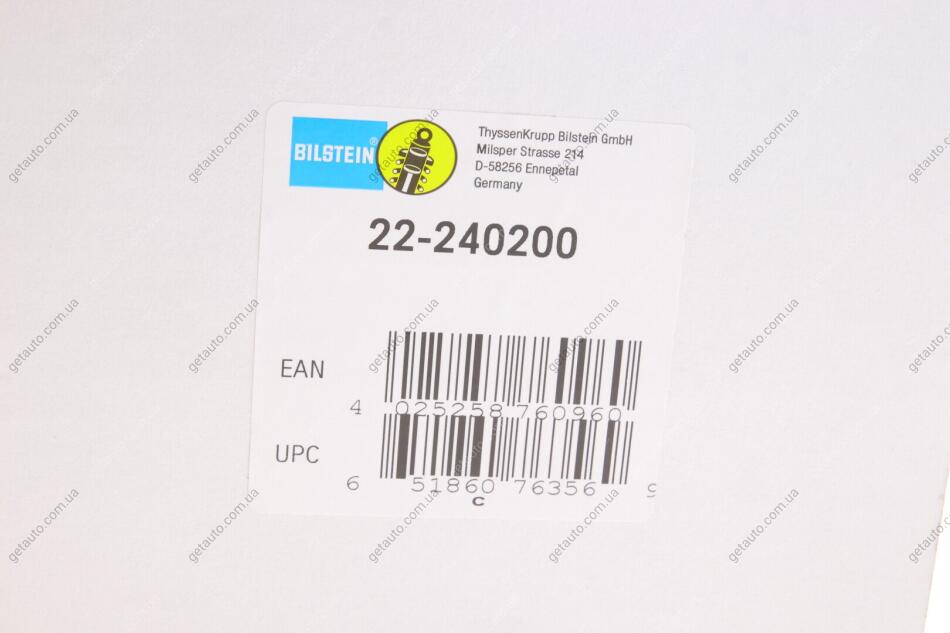 BILSTEIN®
ThyssenKrupp Bilstein GmbH
Milsper Strasse 214
D-58256 Ennepetal
Germany
22-240200
EAN
4 025258 760960
UPC
6 51860 76356 9
C
getauto.com.ua